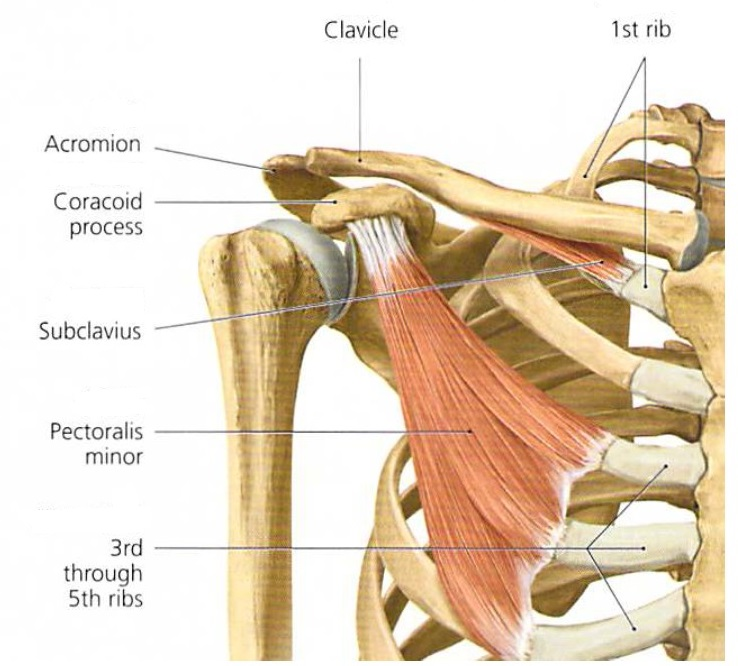 Clavicle
1st rib
Acromion
Coracoid
process
Subclavius
Pectoralis
minor
3rd
through
5th ribs